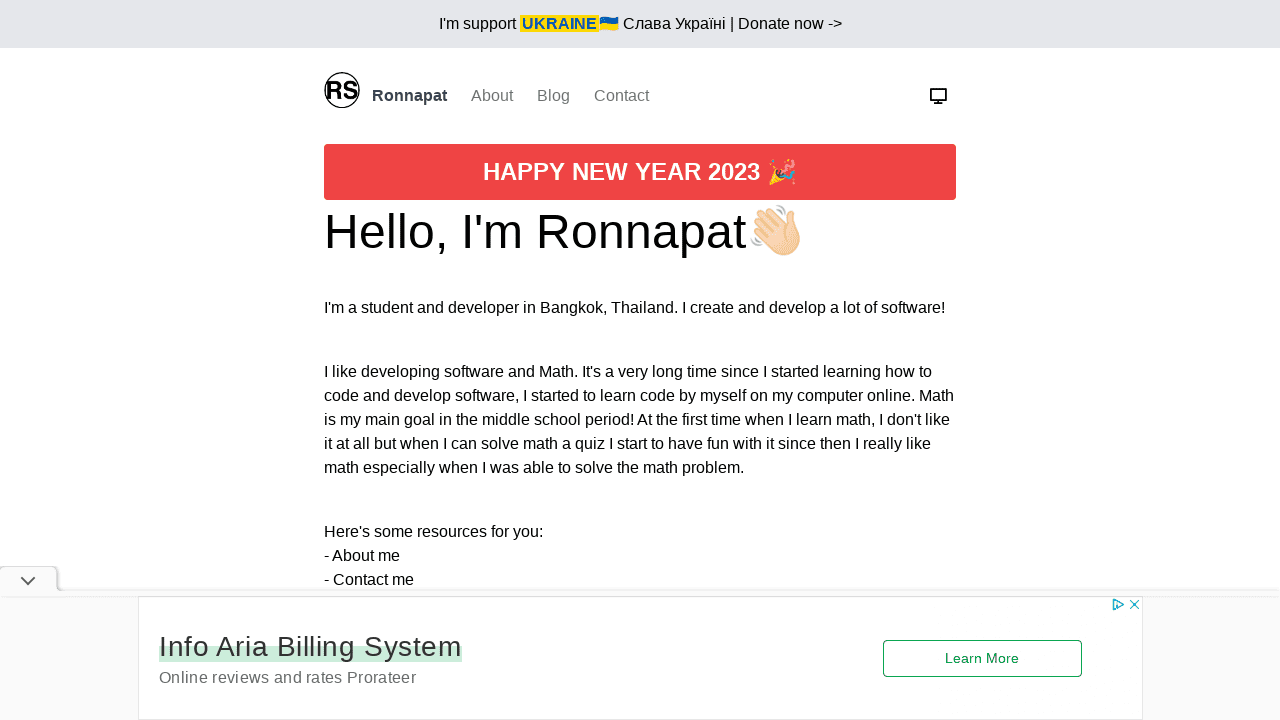 I'm support UKRAINE🇺🇦 Слава Україні | Donate now ->
RS Ronnapat About Blog Contact
HAPPY NEW YEAR 2023 🎉
Hello, I'm Ronnapat👋🏻
I'm a student and developer in Bangkok, Thailand. I create and develop a lot of software!
I like developing software and Math. It's a very long time since I started learning how to
code and develop software, I started to learn code by myself on my computer online. Math
is my main goal in the middle school period! At the first time when I learn math, I don't like
it at all but when I can solve math a quiz I start to have fun with it since then I really like
math especially when I was able to solve the math problem.
Here's some resources for you:
- About me
- Contact me
Info Aria Billing System
Online reviews and rates Prorateer
Learn More